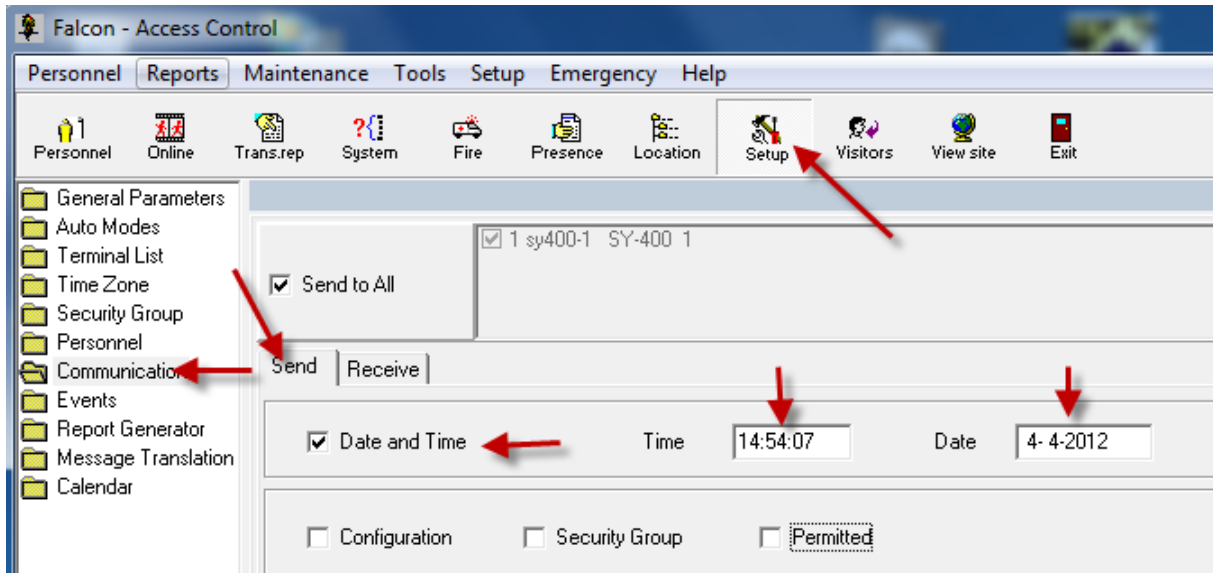 Falcon - Access Control
Personnel Reports Maintenance Tools Setup Emergency Help
Personnel Online Trans.rep System Fire Presence Location Setup Visitors View site Exit
General Parameters
Auto Modes
Terminal List
Time Zone
Security Group
Personnel
Communication
Events
Report Generator
Message Translation
Calendar
1 sy400-1 SY-400 1
Send to All
Send Receive
Date and Time Time 14:54:07 Date 4- 4-2012
Configuration Security Group Permitted